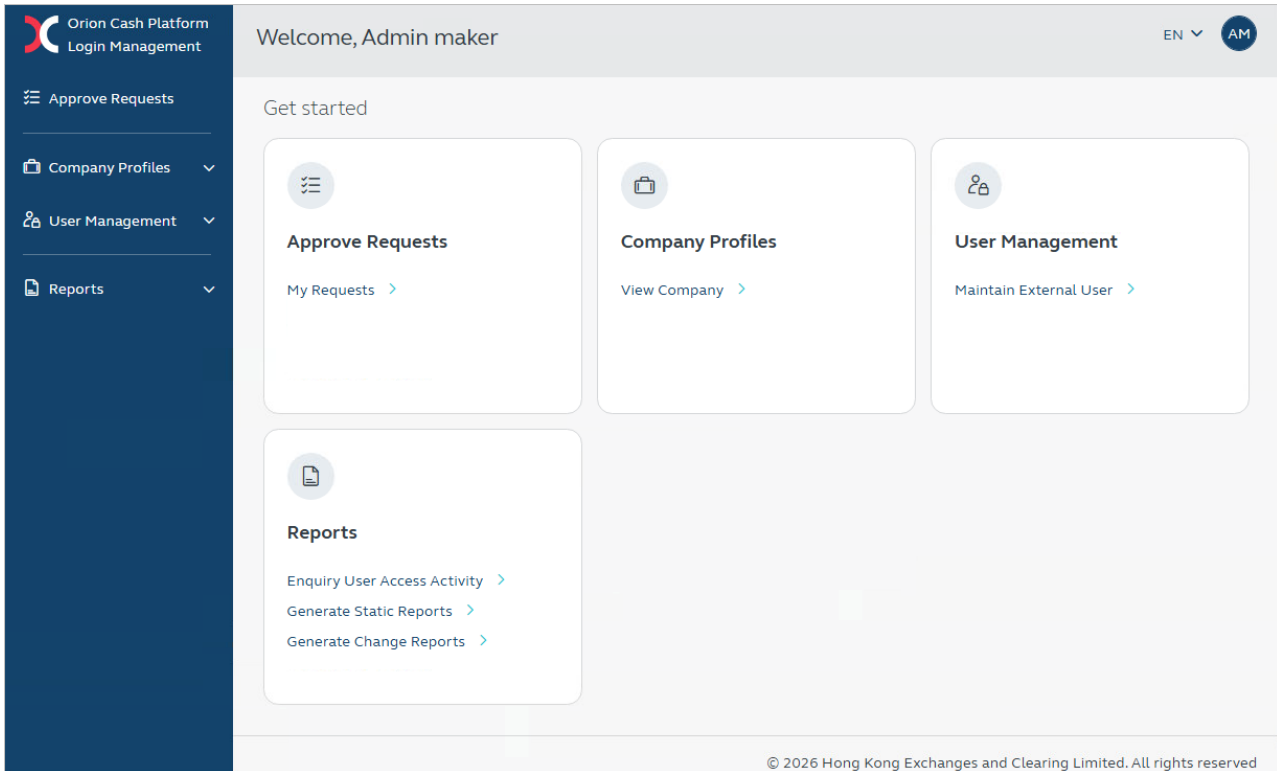 Orion Cash Platform
Login Management
Welcome, Admin maker
EN
AM
Approve Requests
Company Profiles
User Management
Reports
Get started
Approve Requests
My Requests
Company Profiles
View Company
User Management
Maintain External User
Reports
Enquiry User Access Activity
Generate Static Reports
Generate Change Reports
© 2026 Hong Kong Exchanges and Clearing Limited. All rights reserved